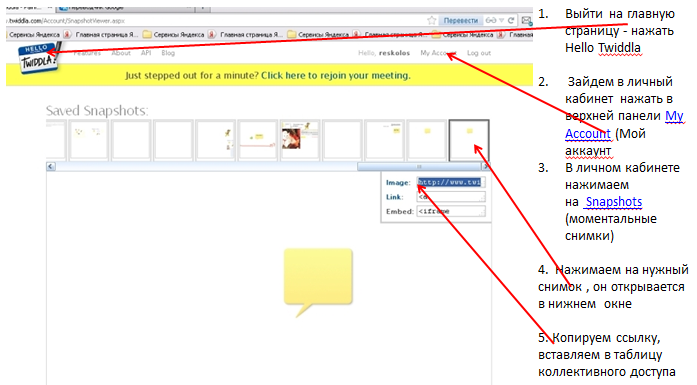 .twiddla.com/Account/SnapshotViewer.aspx
Перевести
Сервисы Яндекса
Главная страница Я...
Сервисы Яндекса
Главная страница Я...
Сервисы Яндекса
Главная
HELLO
TWIDDLA!
Features About API Blog
Hello, reskolos My Account Log out
Just stepped out for a minute? Click here to rejoin your meeting.
Saved Snapshots:
Image: http://www.twi
Link: <a
Embed: <iframe
1. Выйти на главную
страницу - нажать
Hello Twiddla
2. Зайдем в личный
кабинет нажать в
верхней панели My
Account (Мой
аккаунт
3. В личном кабинете
нажимаем
на Snapshots
(моментальные
снимки)
4. Нажимаем на нужный
снимок , он открывается
в нижнем окне
5. Копируем ссылку,
вставляем в таблицу
коллективного доступа